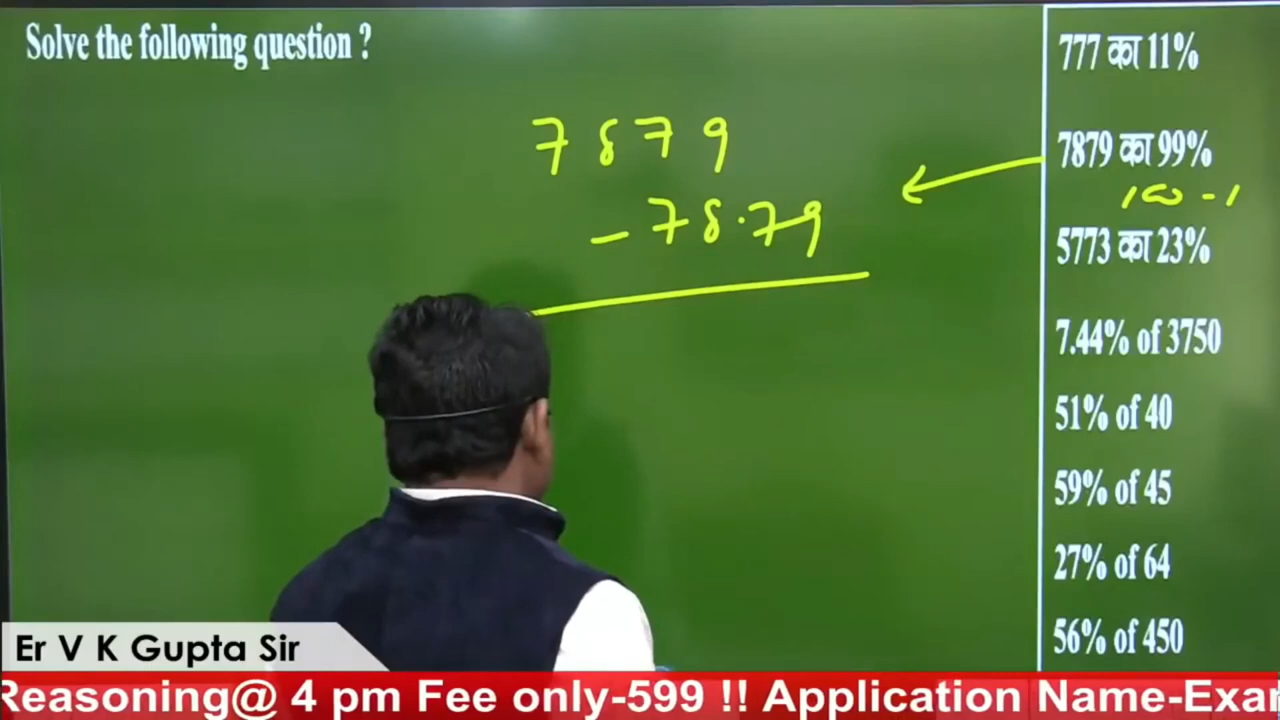 Solve the following question ?
7879
- 78.79
777 का 11%
7879 का 99%
100 - 1
5773 का 23%
7.44% of 3750
51% of 40
59% of 45
27% of 64
56% of 450
Er V K Gupta Sir
Reasoning@ 4 pm Fee only-599 !! Application Name-Exa